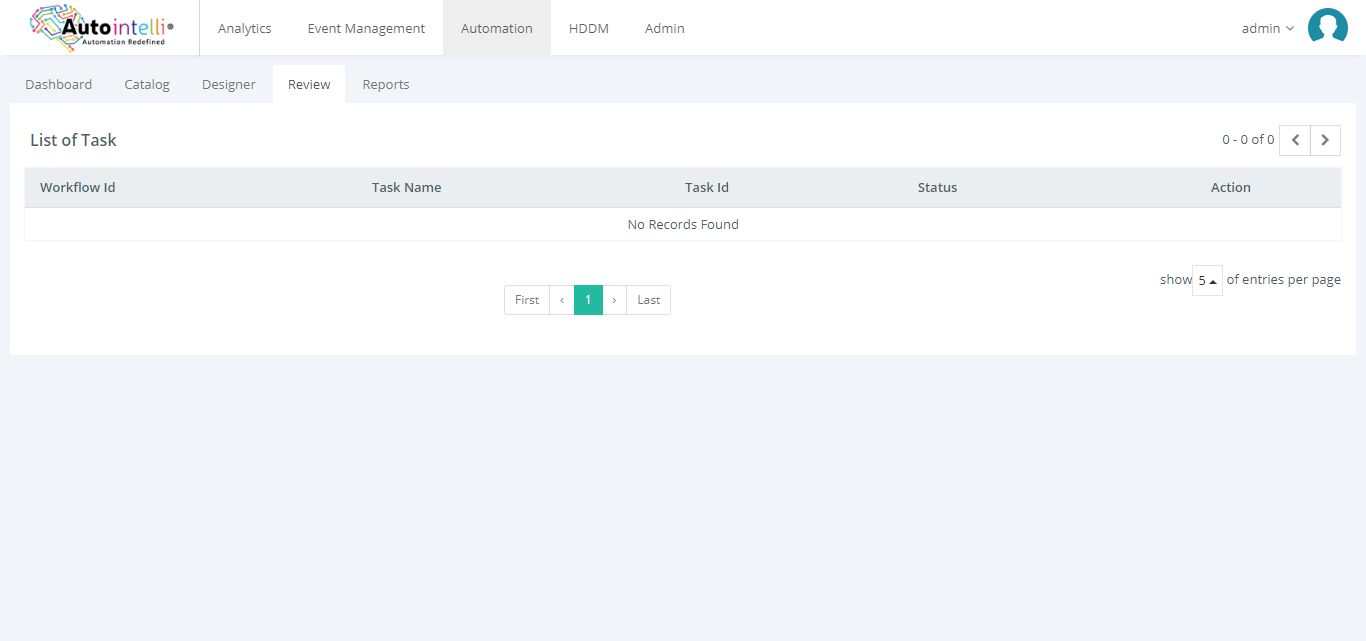 Autointelli®
Automation Redefined
Analytics Event Management Automation HDDM Admin admin
Dashboard Catalog Designer Review Reports
List of Task 0 - 0 of 0
Workflow Id Task Name Task Id Status Action
No Records Found
show 5 of entries per page
First ‹ 1 › Last